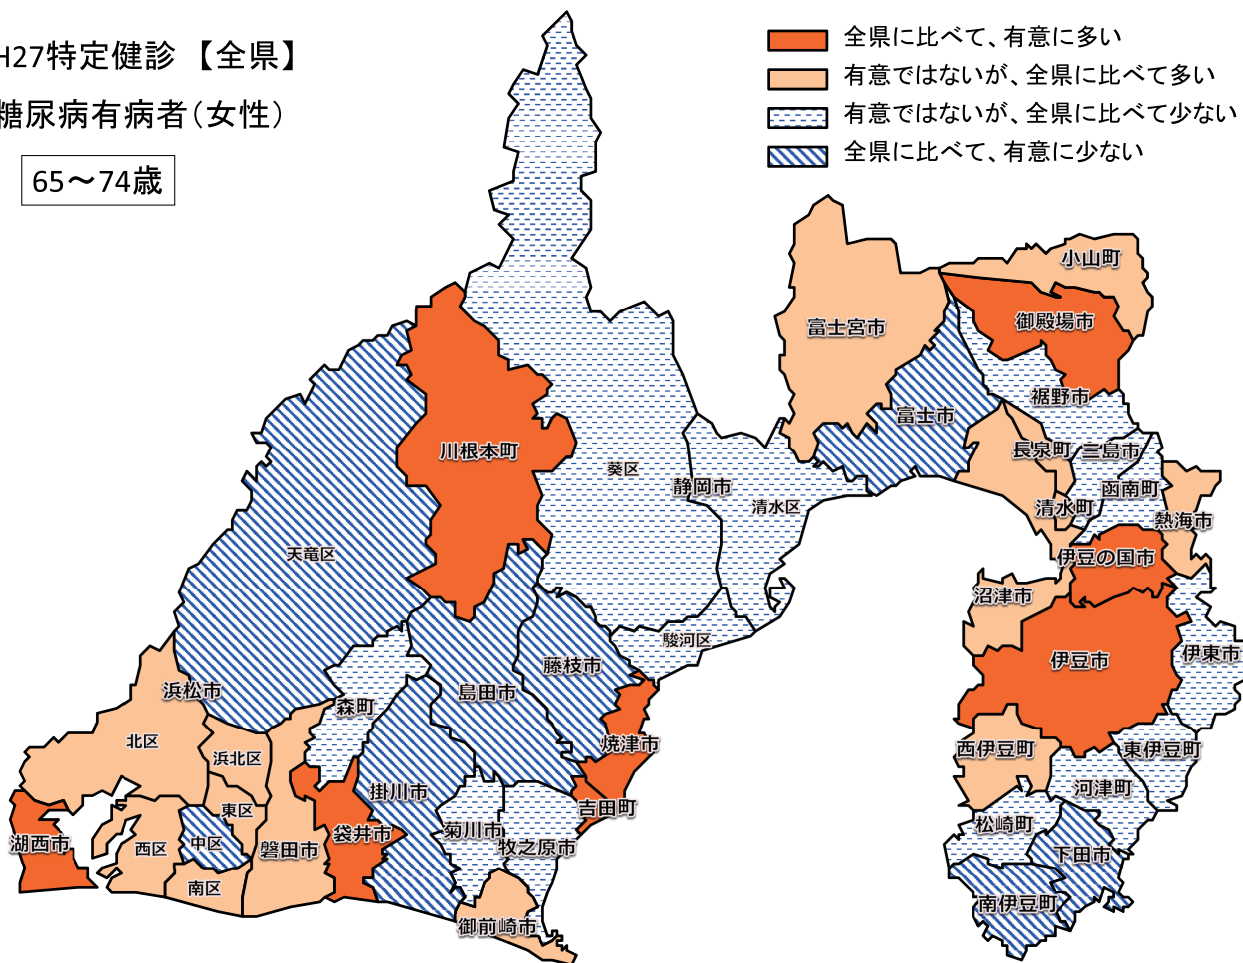 H27特定健診 【全県】
糖尿病有病者(女性)
65～74歳
全県に比べて、有意に多い
有意ではないが、全県に比べて多い
有意ではないが、全県に比べて少ない
全県に比べて、有意に少ない
小山町
御殿場市
富士宮市
裾野市
富士市
長泉町
三島市
川根本町
葵区
静岡市
函南町
清水区
清水町
熱海市
天竜区
伊豆の国市
沼津市
駿河区
伊豆市
伊東市
藤枝市
浜松市
島田市
森町
北区
焼津市
西伊豆町
東伊豆町
浜北区
掛川市
河津町
東区
吉田町
菊川市
松崎町
袋井市
湖西市
中区
西区
磐田市
牧之原市
下田市
南区
南伊豆町
御前崎市